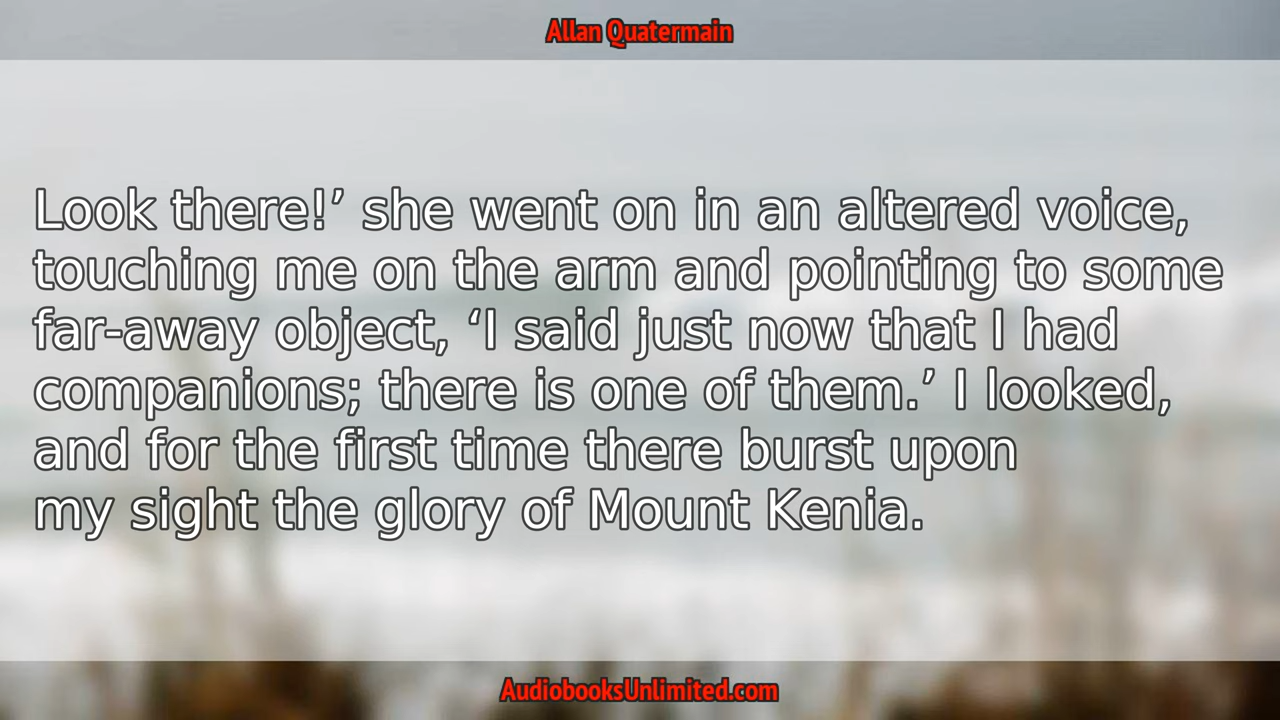 Allan Quatermain
Look there!’ she went on in an altered voice,
touching me on the arm and pointing to some
far-away object, ‘I said just now that I had
companions; there is one of them.’ I looked,
and for the first time there burst upon
my sight the glory of Mount Kenia.
AudiobooksUnlimited.com